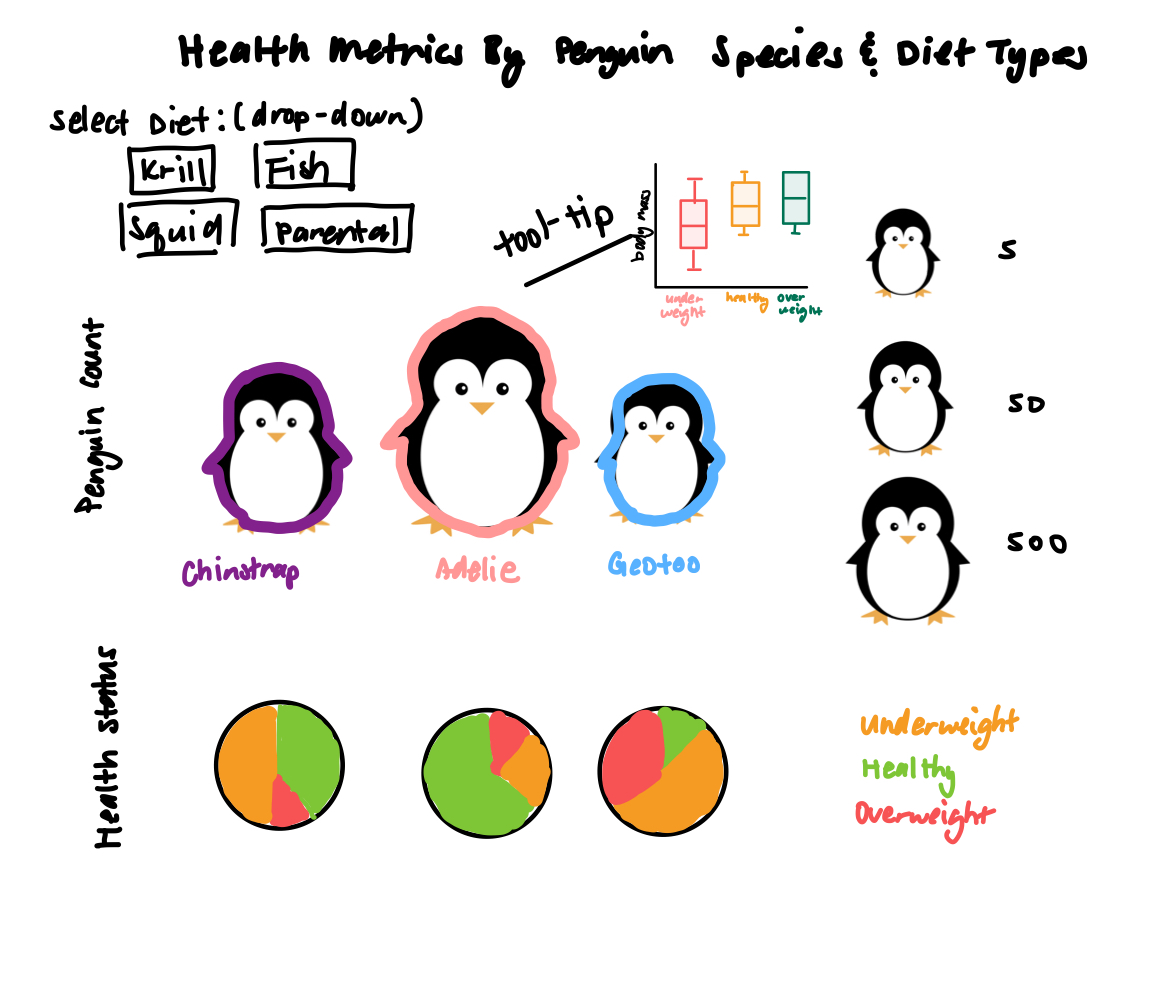 Health Metrics By Penguin Species & Diet Types
Select Diet: (drop-down)
Krill
Fish
Squid
Parental
tool-tip
body mass
under weight
healthy
over weight
5
50
500
Penguin Count
Chinstrap
Adelie
Gentoo
Health Status
Underweight
Healthy
Overweight